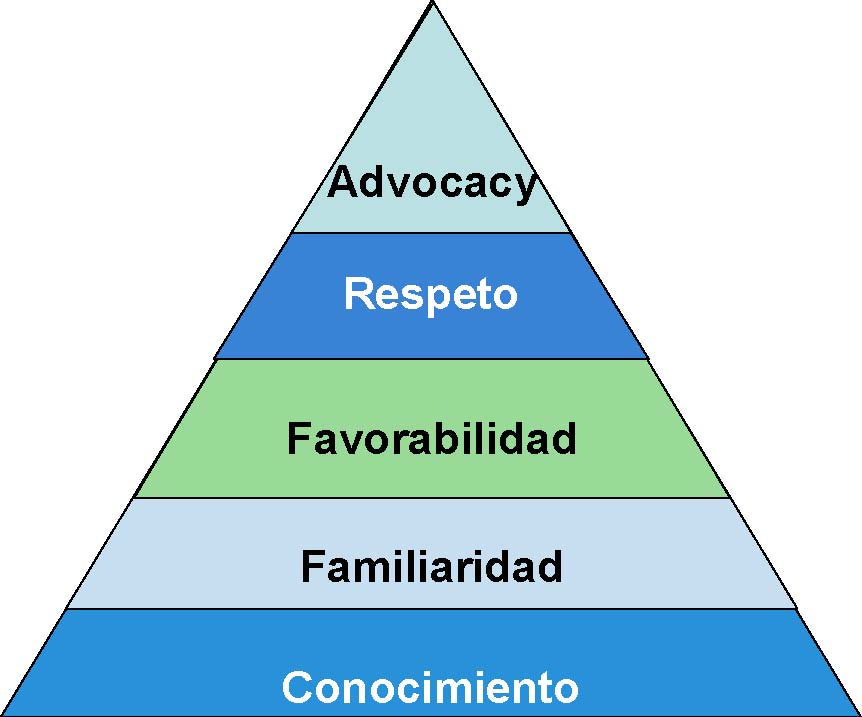 Advocacy
Respeto
Favorabilidad
Familiaridad
Conocimiento